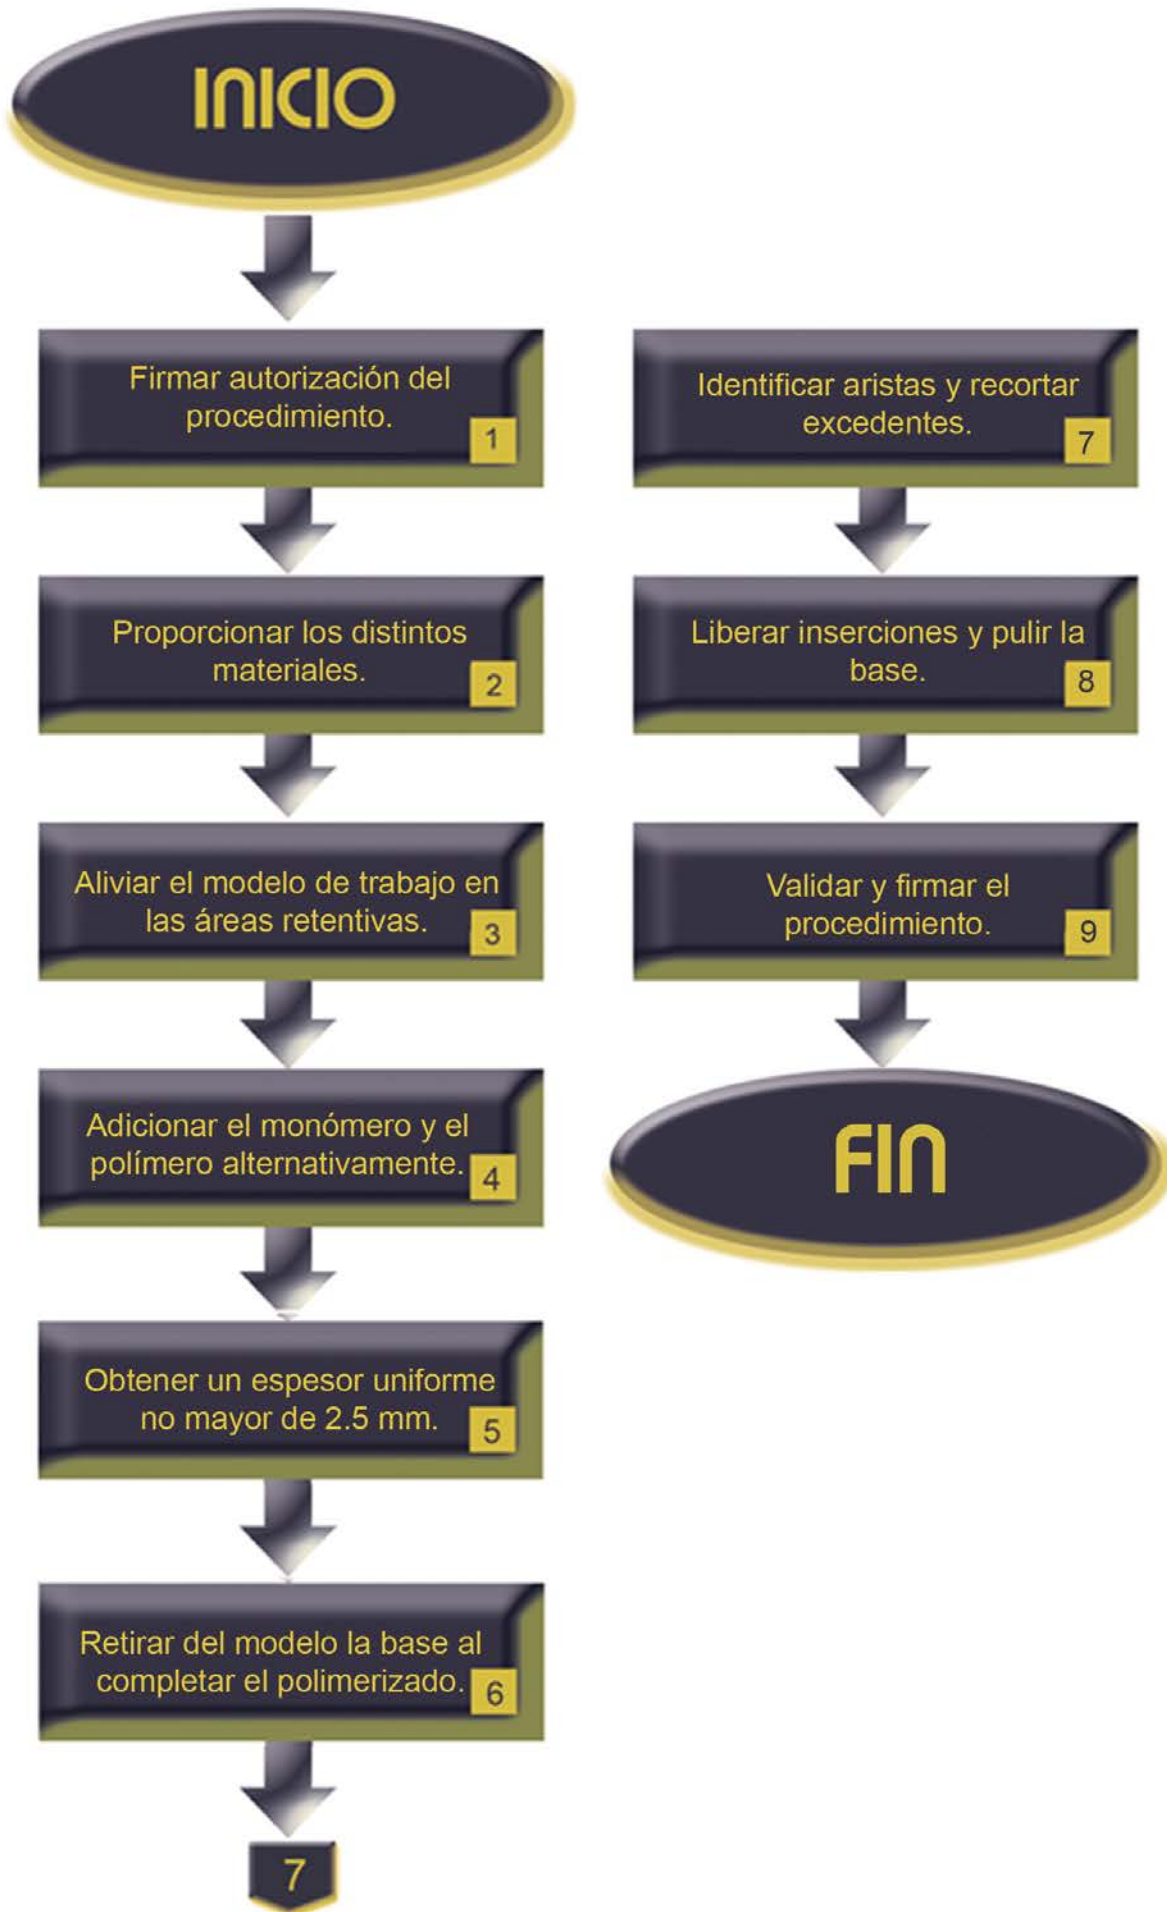 INICIO
Firmar autorización del
procedimiento.
1
Proporcionar los distintos
materiales.
2
Aliviar el modelo de trabajo en
las áreas retentivas.
3
Adicionar el monómero y el
polímero alternativamente.
4
Obtener un espesor uniforme
no mayor de 2.5 mm.
5
Retirar del modelo la base al
completar el polimerizado.
6
7
Identificar aristas y recortar
excedentes.
7
Liberar inserciones y pulir la
base.
8
Validar y firmar el
procedimiento.
9
FIN